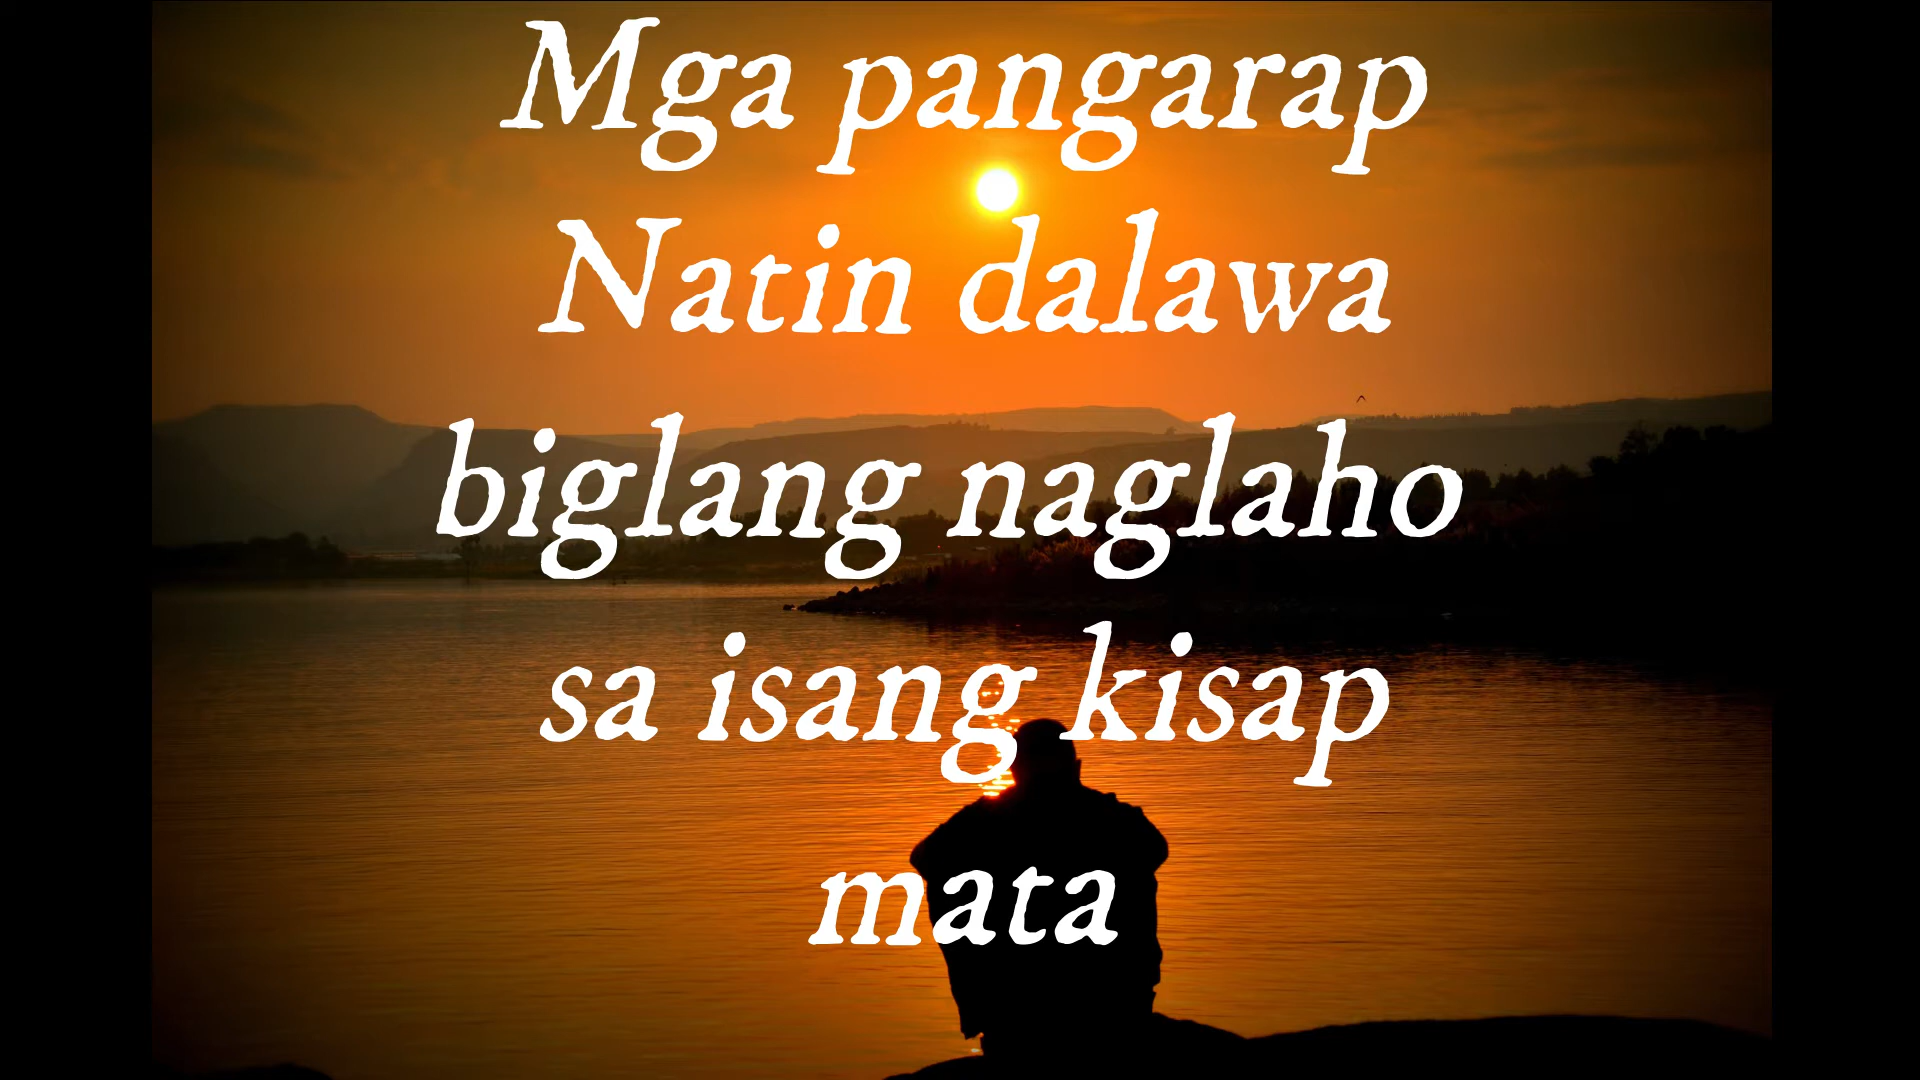 Mga pangarap
Natin dalawa
biglang naglaho
sa isang kisap
mata